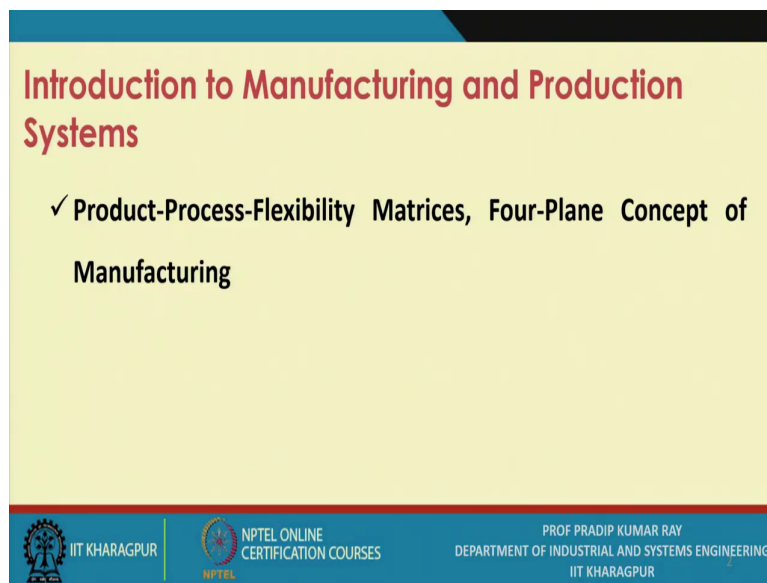 Introduction to Manufacturing and Production
Systems
✓ Product-Process-Flexibility Matrices, Four-Plane Concept of
Manufacturing
IIT KHARAGPUR
NPTEL
NPTEL ONLINE
CERTIFICATION COURSES
PROF PRADIP KUMAR RAY
DEPARTMENT OF INDUSTRIAL AND SYSTEMS ENGINEERING
IIT KHARAGPUR
2